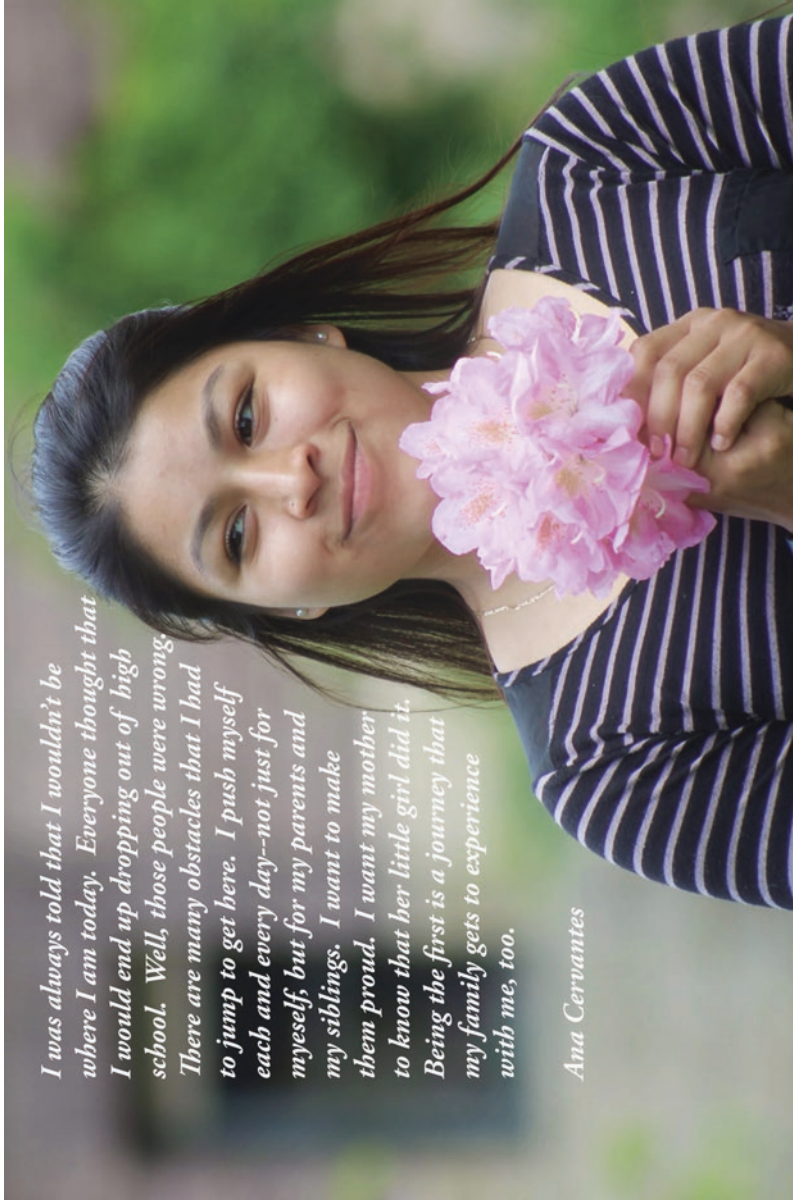 I was always told that I wouldn't be
where I am today.  Everyone thought that
I would end up dropping out of  high
school.  Well, those people were wrong.
There are many obstacles that I had
to jump to get here.  I push myself
each and every day--not just for
myeself, but for my parents and
my siblings.  I want to make
them proud.  I want my mother
to know that her little girl did it.
Being the first is a journey that
my family gets to experience
with me, too.
Ana Cervantes